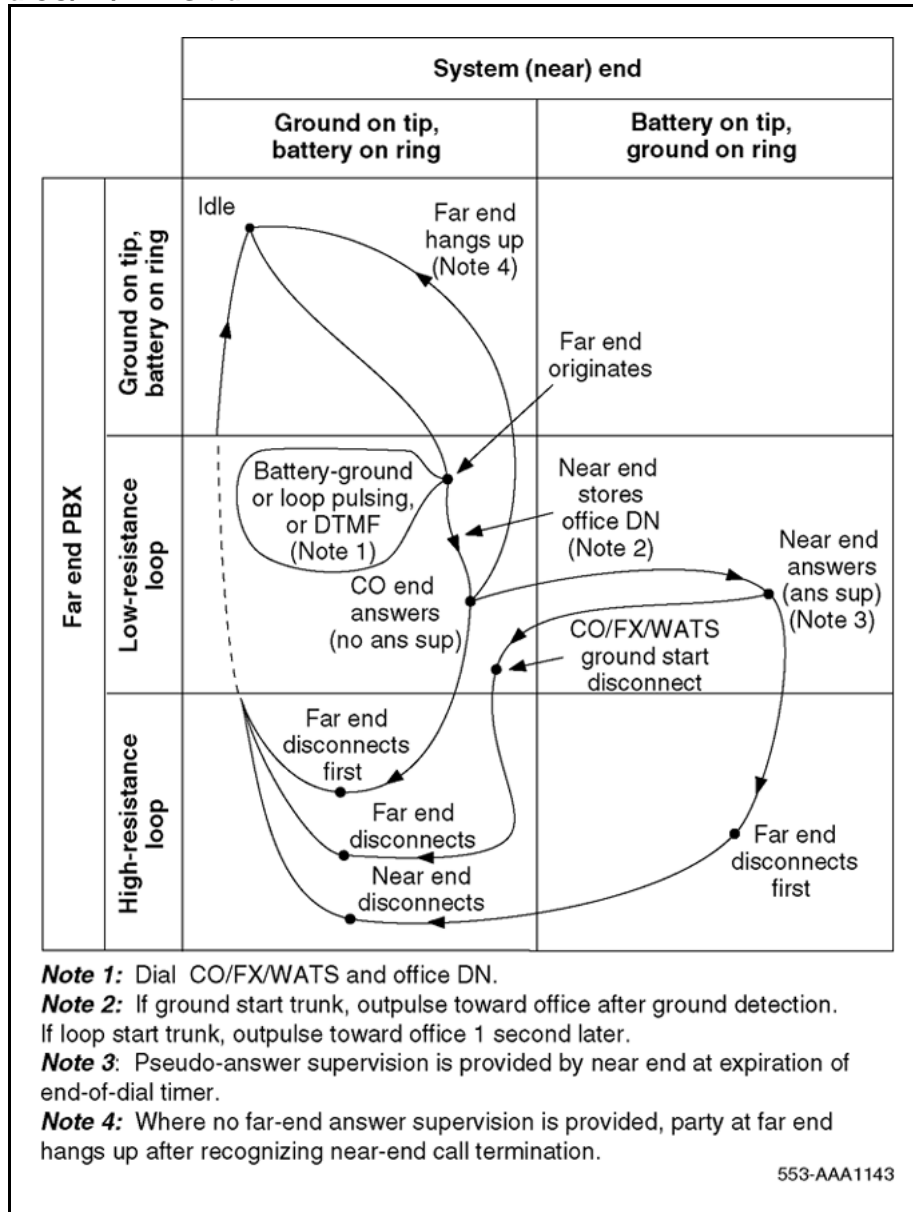 System (near) end
Ground on tip,
battery on ring
Battery on tip,
ground on ring
Far end PBX
Ground on tip,
battery on ring
Idle
Far end
hangs up
(Note 4)
Far end
originates
Low-resistance
loop
Battery-ground
or loop pulsing,
or DTMF
(Note 1)
Near end
stores
office DN
(Note 2)
CO end
answers
(no ans sup)
Near end
answers
(ans sup)
(Note 3)
CO/FX/WATS
ground start
disconnect
High-resistance
loop
Far end
disconnects
first
Far end
disconnects
Near end
disconnects
Far end
disconnects
first
Note 1: Dial CO/FX/WATS and office DN.
Note 2: If ground start trunk, outpulse toward office after ground detection.
If loop start trunk, outpulse toward office 1 second later.
Note 3: Pseudo-answer supervision is provided by near end at expiration of
end-of-dial timer.
Note 4: Where no far-end answer supervision is provided, party at far end
hangs up after recognizing near-end call termination.
553-AAA1143